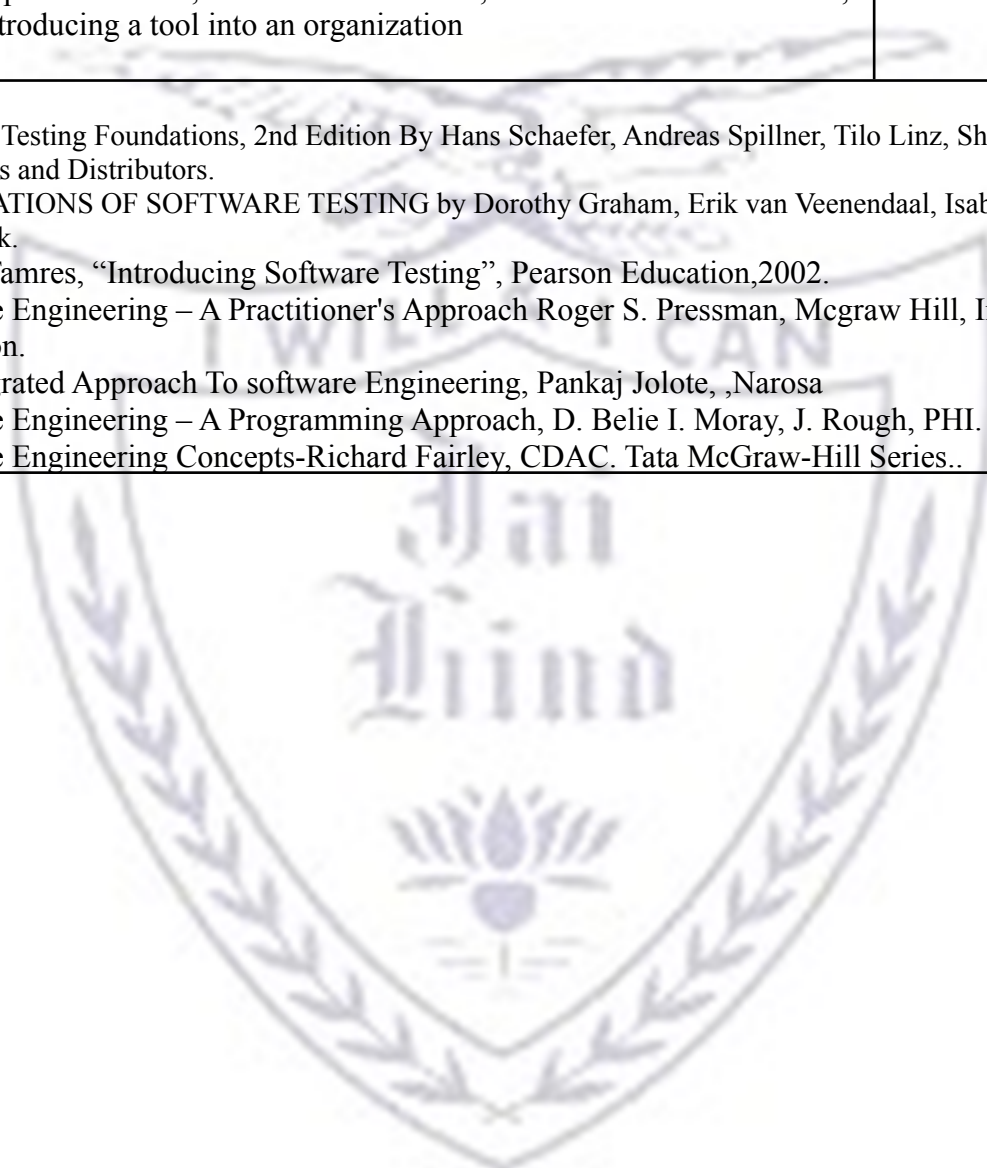 troducing a tool into an organization
Testing Foundations, 2nd Edition By Hans Schaefer, Andreas Spillner, Tilo Linz, Sh
s and Distributors.
ATIONS OF SOFTWARE TESTING by Dorothy Graham, Erik van Veenendaal, Isab
k.
Tamres, “Introducing Software Testing”, Pearson Education,2002.
e Engineering – A Practitioner's Approach Roger S. Pressman, Mcgraw Hill, I
on.
grated Approach To software Engineering, Pankaj Jolote, ,Narosa
e Engineering – A Programming Approach, D. Belie I. Moray, J. Rough, PHI.
e Engineering Concepts-Richard Fairley, CDAC. Tata McGraw-Hill Series..
I WILL & I CAN
Jai
Hind